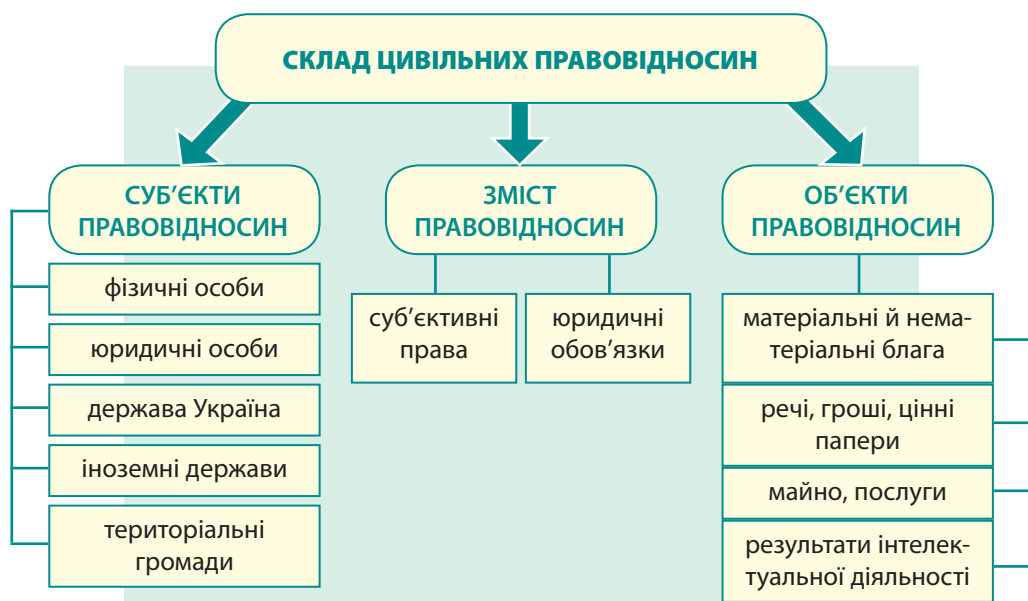 СКЛАД ЦИВІЛЬНИХ ПРАВОВІДНОСИН
СУБ’ЄКТИ
ПРАВОВІДНОСИН
фізичні особи
юридичні особи
держава Україна
іноземні держави
територіальні
громади
ЗМІСТ
ПРАВОВІДНОСИН
суб’єктивні
права
юридичні
обов’язки
ОБ’ЄКТИ
ПРАВОВІДНОСИН
матеріальні й нема-
теріальні блага
речі, гроші, цінні
папери
майно, послуги
результати інтелек-
туальної діяльності